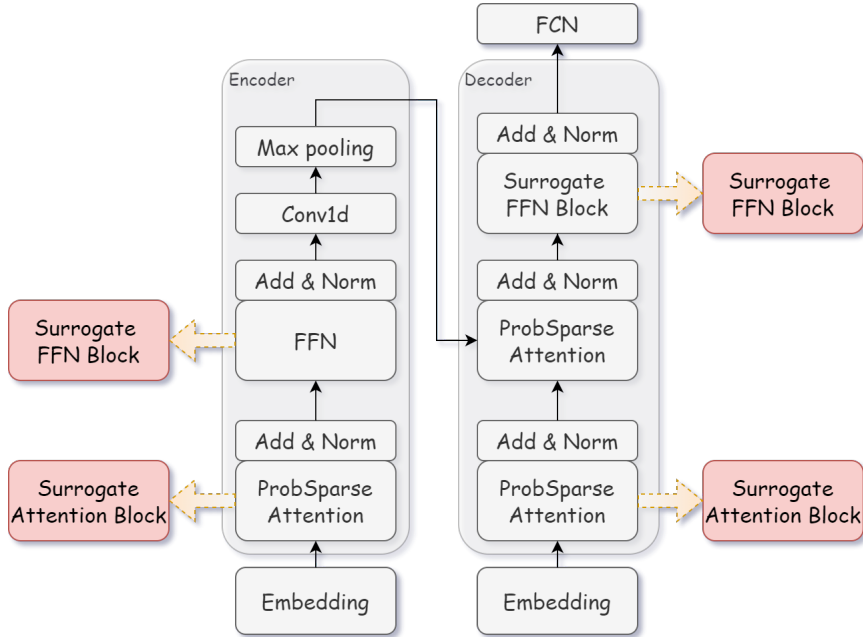 FCN
Encoder
Decoder
Max pooling
Add & Norm
Surrogate
FFN Block
Surrogate
FFN Block
Conv1d
Add & Norm
Add & Norm
Surrogate
FFN Block
FFN
ProbSparse
Attention
Add & Norm
Add & Norm
Surrogate
Attention Block
ProbSparse
Attention
ProbSparse
Attention
Surrogate
Attention Block
Embedding
Embedding